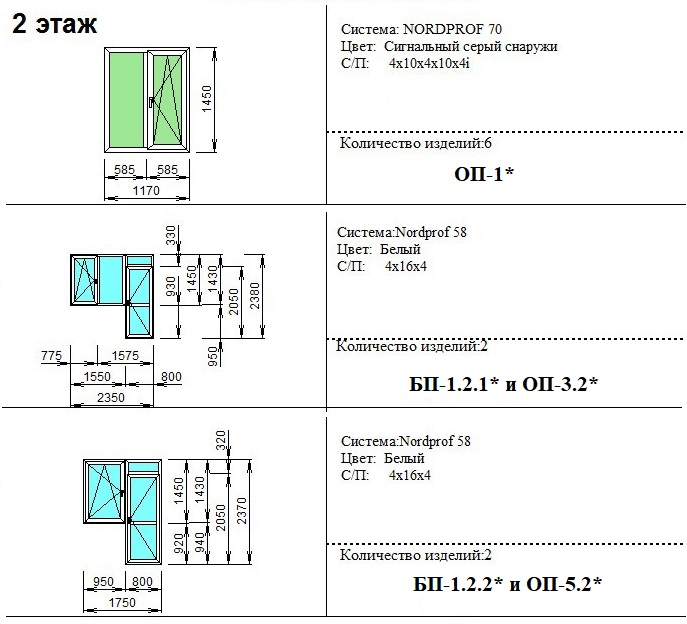 2 этаж
Система: NORDPROF 70
Цвет: Сигнальный серый снаружи
С/П: 4x10x4x10x4i
1450
585 585
1170
Количество изделий:6
ОП-1*
Система:Nordprof 58
Цвет: Белый
С/П: 4x16x4
330
930
1450
1430
2050
2380
950
775 1575
1550 800
2350
Количество изделий:2
БП-1.2.1* и ОП-3.2*
Система:Nordprof 58
Цвет: Белый
С/П: 4x16x4
320
1450
1430
2050
2370
920
940
950 800
1750
Количество изделий:2
БП-1.2.2* и ОП-5.2*